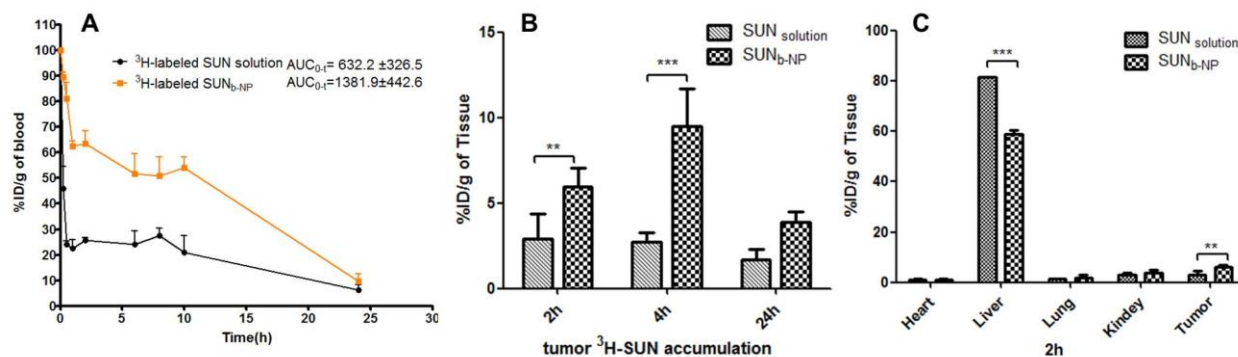 A
³H-labeled SUN solution AUC₀₋ₜ= 632.2 ±326.5
³H-labeled SUNb-NP AUC₀₋ₜ=1381.9±442.6
%ID/g of blood
100
90
80
70
60
50
40
30
20
10
0
0 5 10 15 20 25 30
Time(h)
B
SUN solution
SUNb-NP
%ID/g of Tissue
15
10
5
0
**
***
2h 4h 24h
tumor ³H-SUN accumulation
C
SUN solution
SUNb-NP
%ID/g of Tissue
100
80
60
40
20
0
***
**
Heart Liver Lung Kindey Tumor
2h